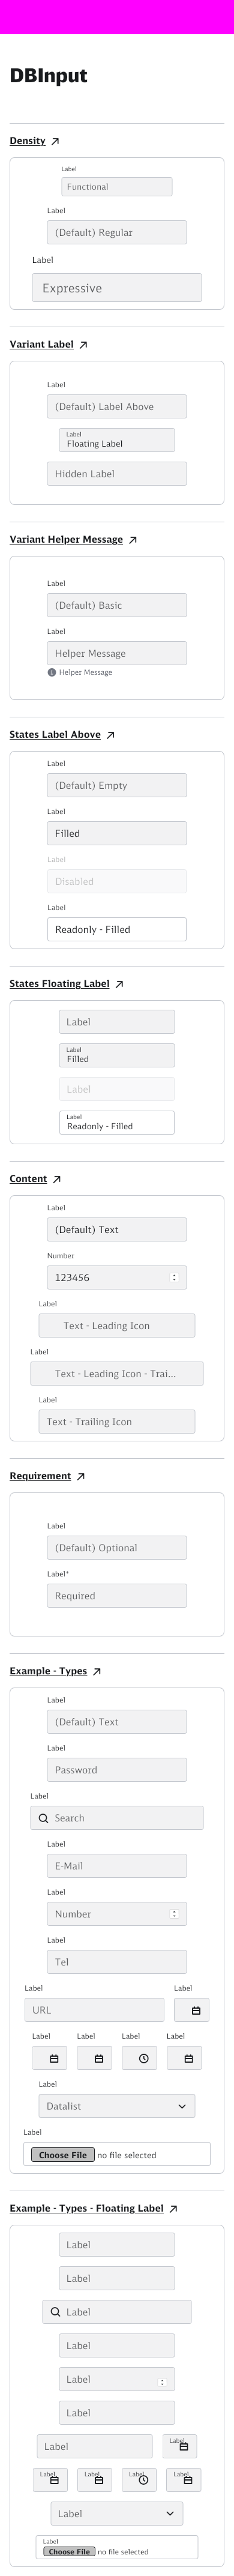 DBInput
Density
Label
Functional
Label
(Default) Regular
Label
Expressive
Variant Label
Label
(Default) Label Above
Label
Floating Label
Hidden Label
Variant Helper Message
Label
(Default) Basic
Label
Helper Message
Helper Message
States Label Above
Label
(Default) Empty
Label
Filled
Label
Disabled
Label
Readonly - Filled
States Floating Label
Label
Label
Filled
Label
Label
Readonly - Filled
Content
Label
(Default) Text
Number
123456
Label
Text - Leading Icon
Label
Text - Leading Icon - Trai...
Label
Text - Trailing Icon
Requirement
Label
(Default) Optional
Label*
Required
Example - Types
Label
(Default) Text
Label
Password
Label
Search
Label
E-Mail
Label
Number
Label
Tel
Label Label
URL
Label Label Label Label
Label
Datalist
Label
Choose File no file selected
Example - Types - Floating Label
Label
Label
Label
Label
Label
Label
Label Label
Label Label Label Label
Label
Label
Choose File no file selected